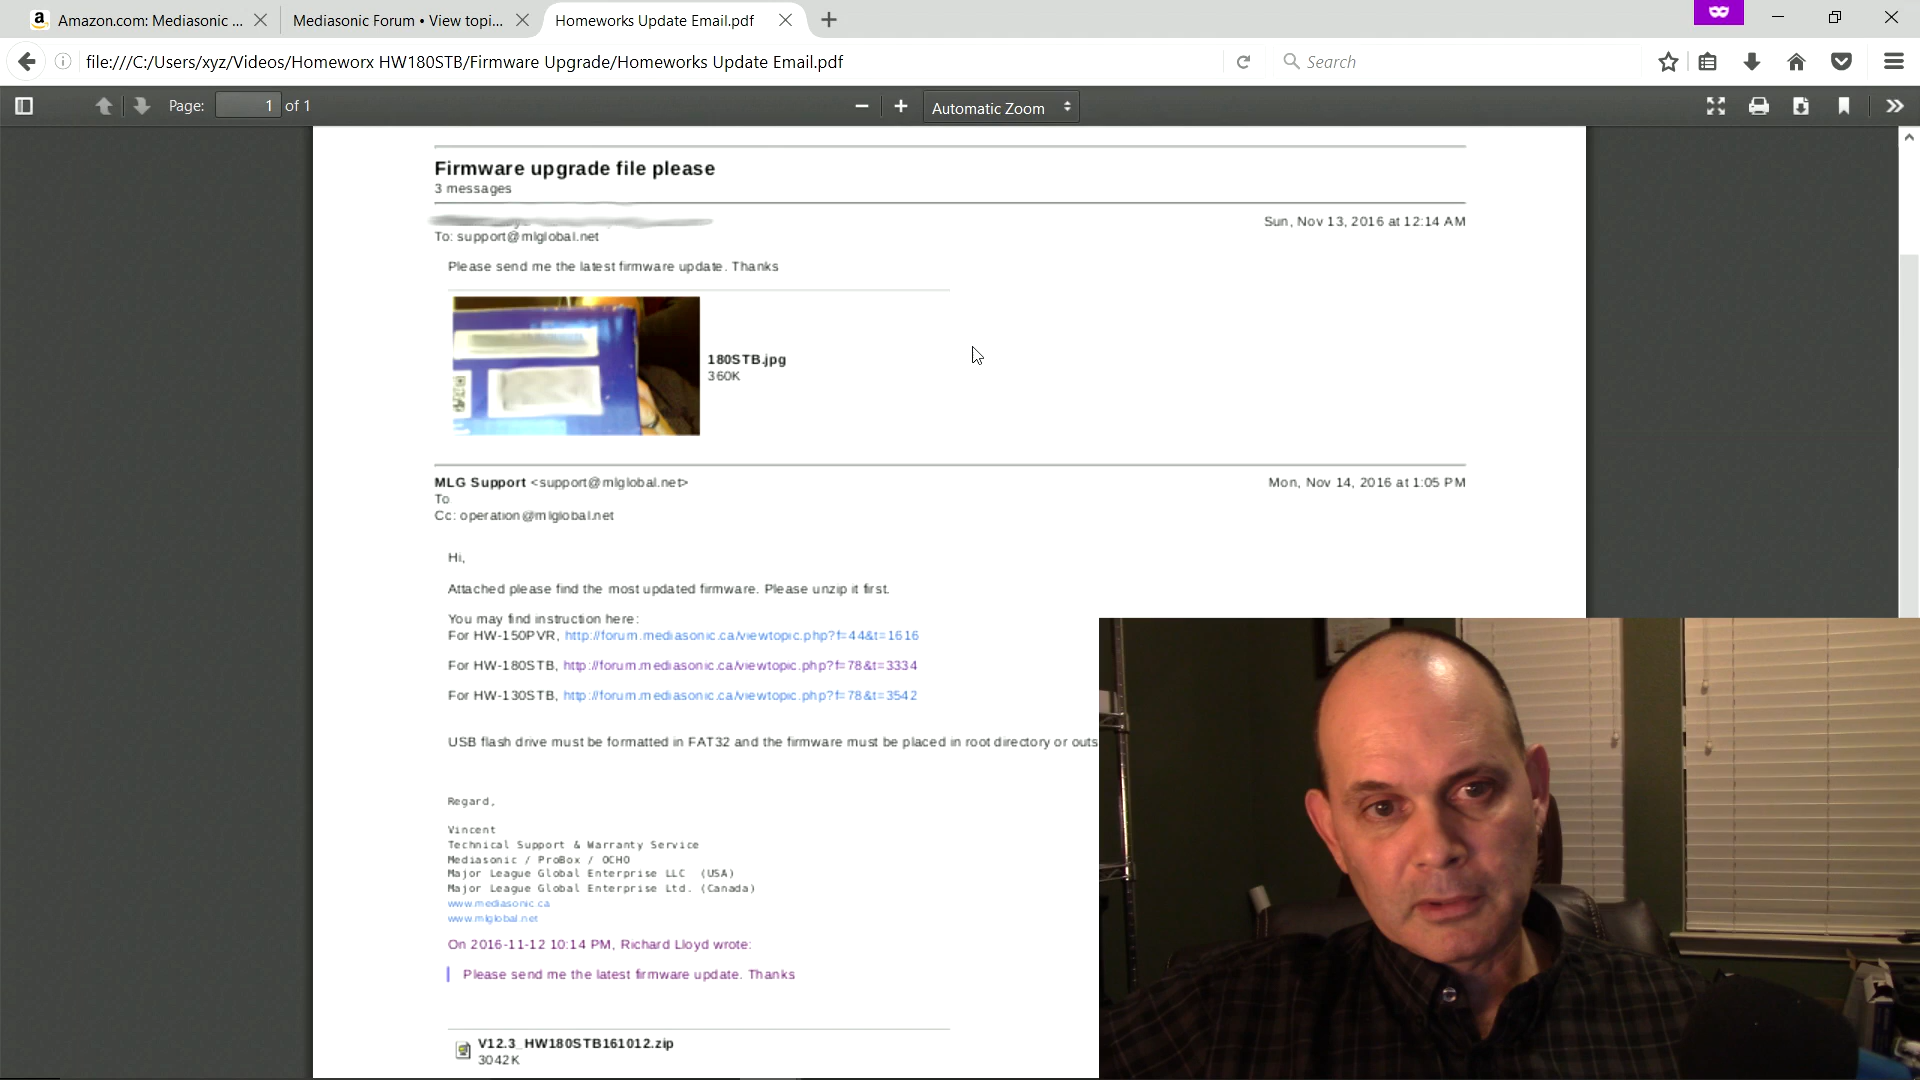 Amazon.com: Mediasonic ...
Mediasonic Forum • View topi...
Homeworks Update Email.pdf
file:///C:/Users/xyz/Videos/Homeworx HW180STB/Firmware Upgrade/Homeworks Update Email.pdf
Search
Page: 1 of 1
Automatic Zoom
Firmware upgrade file please
3 messages
Sun, Nov 13, 2016 at 12:14 AM
To: support@mlglobal.net
Please send me the latest firmware update. Thanks
180STB.jpg
360K
MLG Support <support@mlglobal.net>
Mon, Nov 14, 2016 at 1:05 PM
To
Cc: operation@mlglobal.net
Hi,
Attached please find the most updated firmware. Please unzip it first.
You may find instruction here:
For HW-150PVR, http://forum.mediasonic.ca/viewtopic.php?f=44&t=1616
For HW-180STB, http://forum.mediasonic.ca/viewtopic.php?f=78&t=3334
For HW-130STB, http://forum.mediasonic.ca/viewtopic.php?f=78&t=3542
USB flash drive must be formatted in FAT32 and the firmware must be placed in root directory or outs
Regard,
Vincent
Technical Support & Warranty Service
Mediasonic / ProBox / OCHO
Major League Global Enterprise LLC (USA)
Major League Global Enterprise Ltd. (Canada)
www.mediasonic.ca
www.mlglobal.net
On 2016-11-12 10:14 PM, Richard Lloyd wrote:
Please send me the latest firmware update. Thanks
V12.3_HW180STB161012.zip
3042K